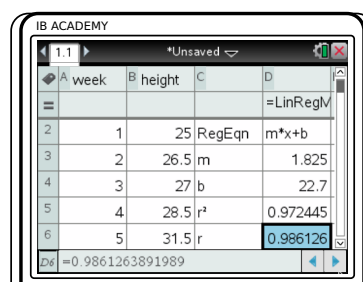 IB ACADEMY
1.1 *Unsaved
A week B height C D
= =LinRegM
2 1 25 RegEqn m*x+b
3 2 26.5 m 1.825
4 3 27 b 22.7
5 4 28.5 r² 0.972445
6 5 31.5 r 0.986126
D6 =0.9861263891989